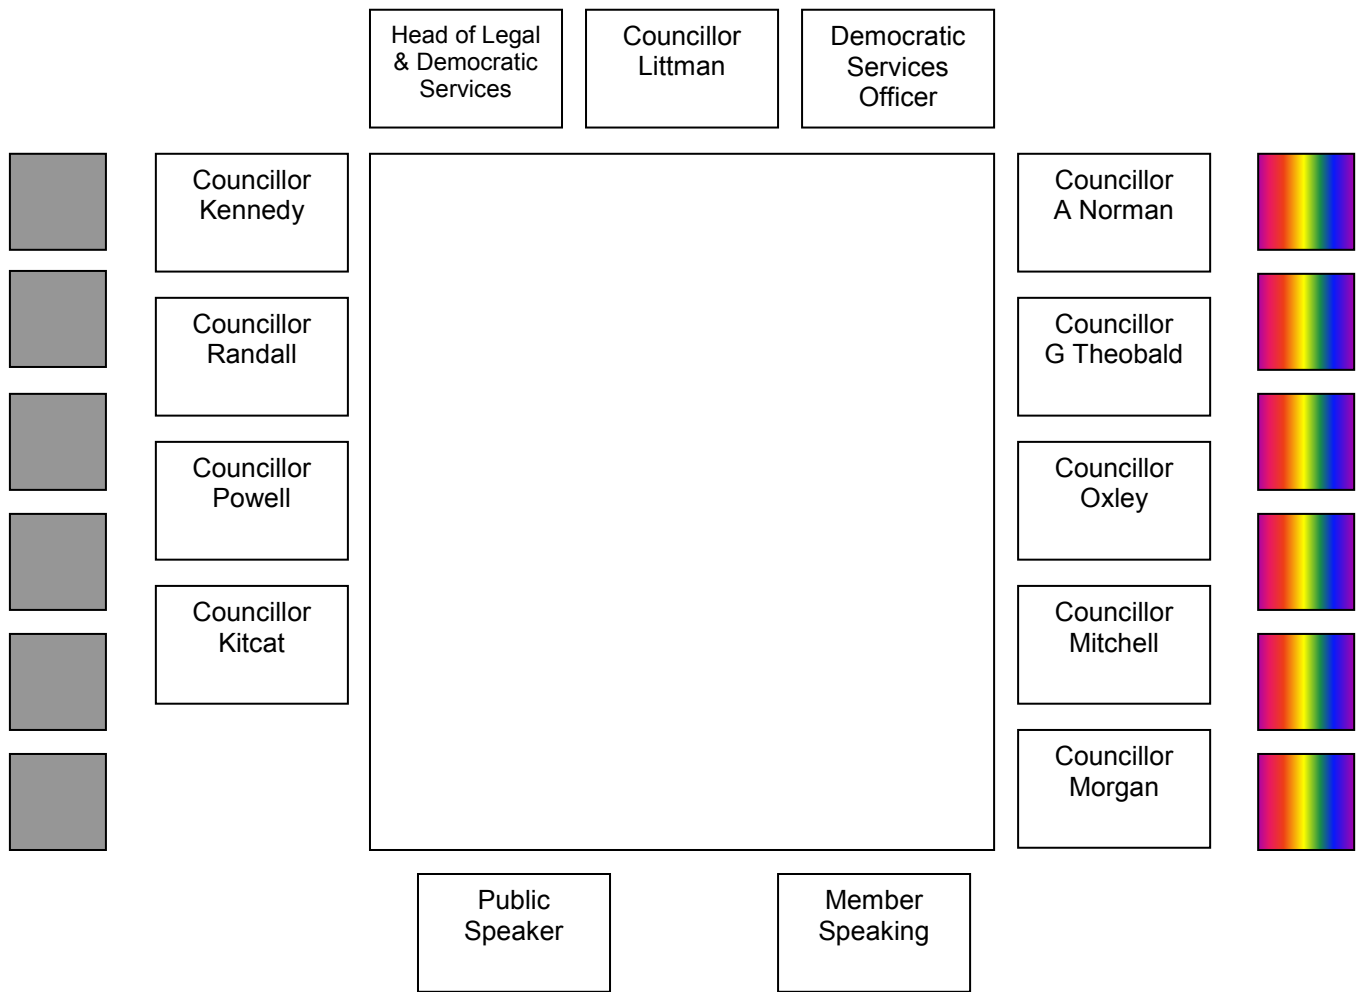 Head of Legal
& Democratic
Services
Councillor
Littman
Democratic
Services
Officer
Councillor
Kennedy
Councillor
A Norman
Councillor
Randall
Councillor
G Theobald
Councillor
Powell
Councillor
Oxley
Councillor
Kitcat
Councillor
Mitchell
Councillor
Morgan
Public
Speaker
Member
Speaking